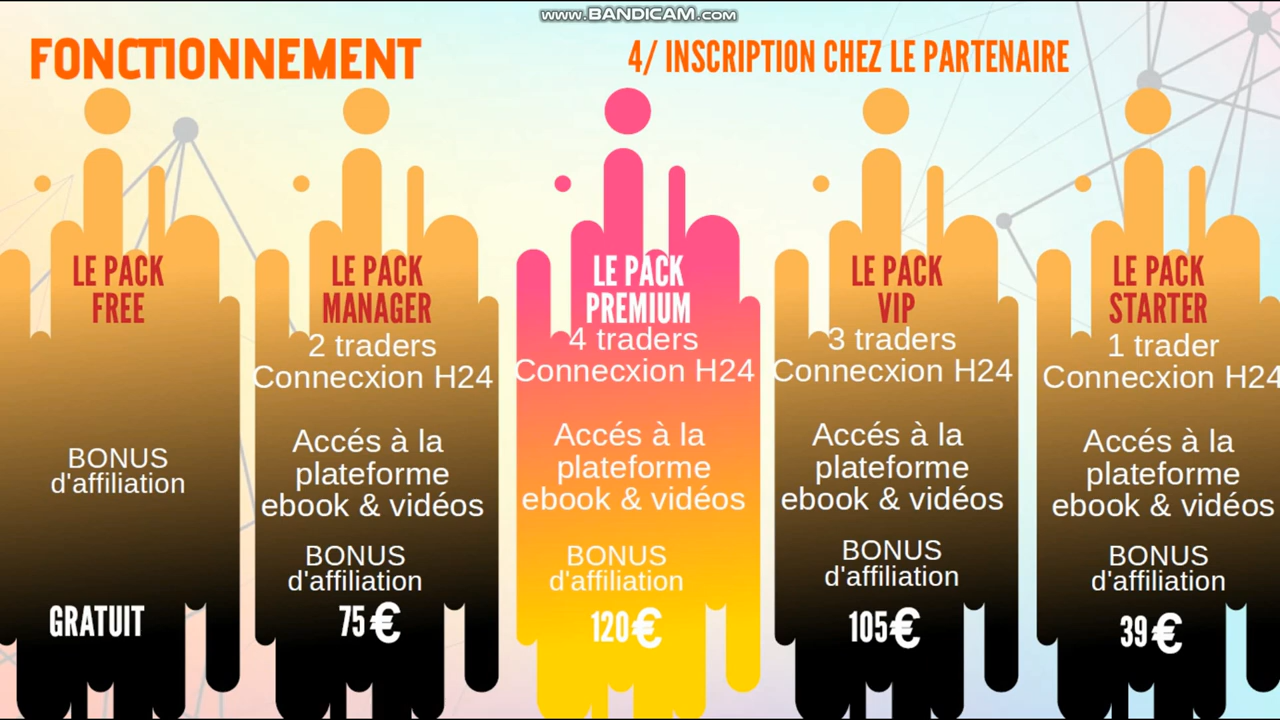 www.BANDICAM.com
FONCTIONNEMENT
4/ INSCRIPTION CHEZ LE PARTENAIRE
LE PACK
FREE
BONUS
d'affiliation
GRATUIT
LE PACK
MANAGER
2 traders
Connecxion H24
Accés à la
plateforme
ebook & vidéos
BONUS
d'affiliation
75€
LE PACK
PREMIUM
4 traders
Connecxion H24
Accés à la
plateforme
ebook & vidéos
BONUS
d'affiliation
120€
LE PACK
VIP
3 traders
Connecxion H24
Accés à la
plateforme
ebook & vidéos
BONUS
d'affiliation
105€
LE PACK
STARTER
1 trader
Connecxion H24
Accés à la
plateforme
ebook & vidéos
BONUS
d'affiliation
39€